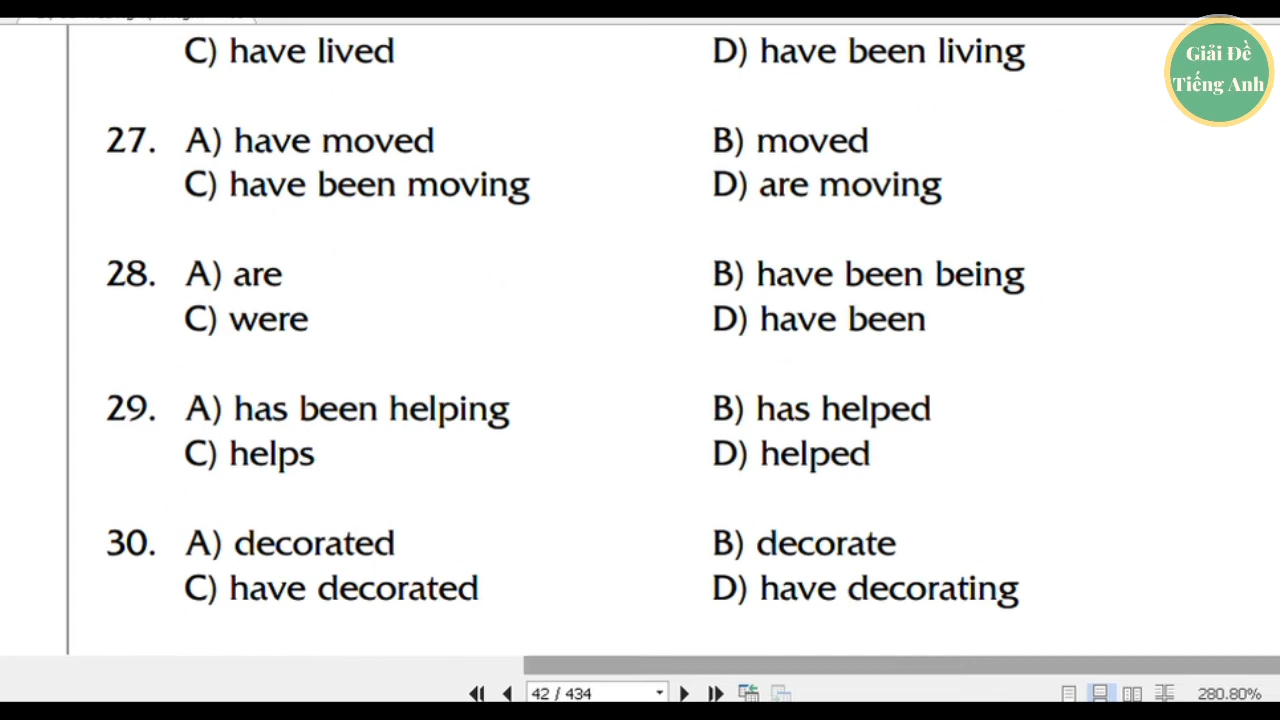 C) have lived D) have been living
Giải Đề
Tiếng Anh
27. A) have moved B) moved
C) have been moving D) are moving
28. A) are B) have been being
C) were D) have been
29. A) has been helping B) has helped
C) helps D) helped
30. A) decorated B) decorate
C) have decorated D) have decorating
42 / 434 280.80%